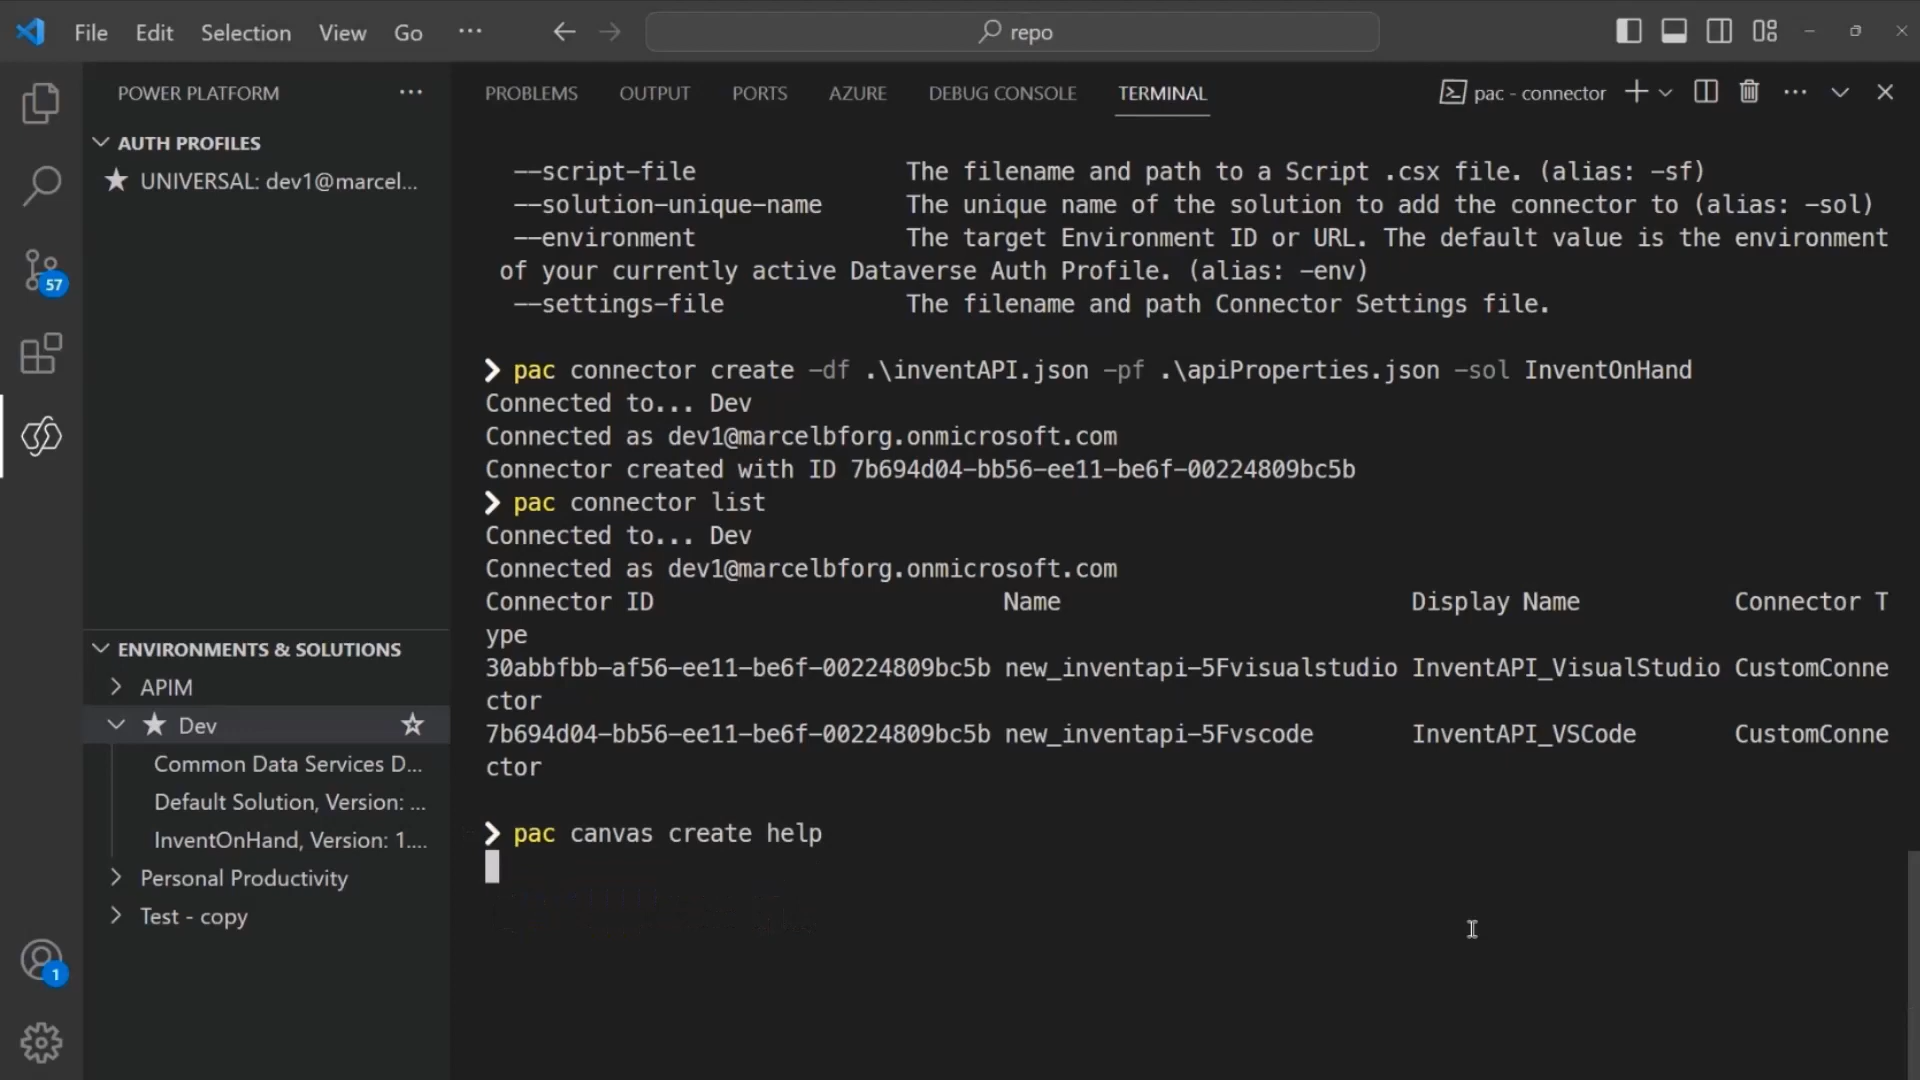 File Edit Selection View Go ...
repo
POWER PLATFORM ...
AUTH PROFILES
UNIVERSAL: dev1@marcel...
57
ENVIRONMENTS & SOLUTIONS
APIM
Dev
Common Data Services D...
Default Solution, Version: ...
InventOnHand, Version: 1....
Personal Productivity
Test - copy
1
PROBLEMS OUTPUT PORTS AZURE DEBUG CONSOLE TERMINAL
pac - connector
--script-file The filename and path to a Script .csx file. (alias: -sf)
--solution-unique-name The unique name of the solution to add the connector to (alias: -sol)
--environment The target Environment ID or URL. The default value is the environment
of your currently active Dataverse Auth Profile. (alias: -env)
--settings-file The filename and path Connector Settings file.
❯ pac connector create -df .\inventAPI.json -pf .\apiProperties.json -sol InventOnHand
Connected to... Dev
Connected as dev1@marcelbforg.onmicrosoft.com
Connector created with ID 7b694d04-bb56-ee11-be6f-00224809bc5b
❯ pac connector list
Connected to... Dev
Connected as dev1@marcelbforg.onmicrosoft.com
Connector ID Name Display Name Connector T
ype
30abbfbb-af56-ee11-be6f-00224809bc5b new_inventapi-5Fvisualstudio InventAPI_VisualStudio CustomConne
ctor
7b694d04-bb56-ee11-be6f-00224809bc5b new_inventapi-5Fvscode InventAPI_VSCode CustomConne
ctor
❯ pac canvas create help